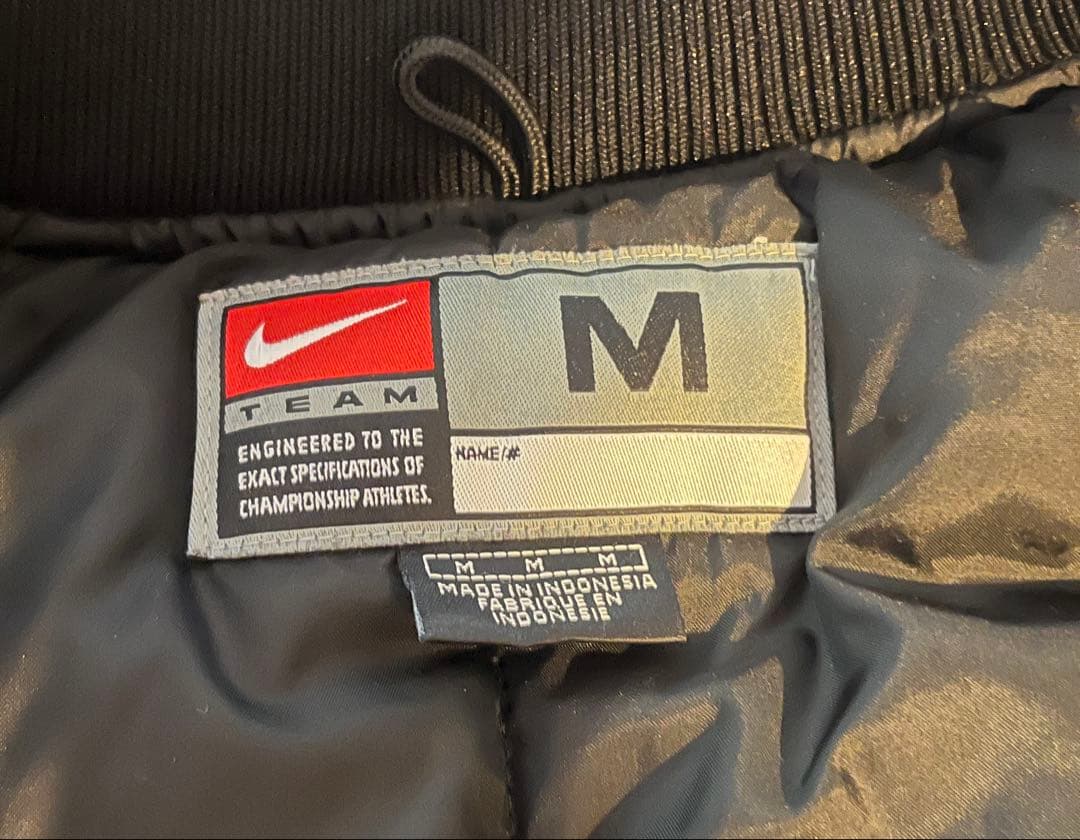 TEAM
ENGINEERED TO THE
EXACT SPECIFICATIONS OF
CHAMPIONSHIP ATHLETES.
M
NAME/#
M M M
MADE IN INDONESIA
FABRIQUE EN
INDONESIE